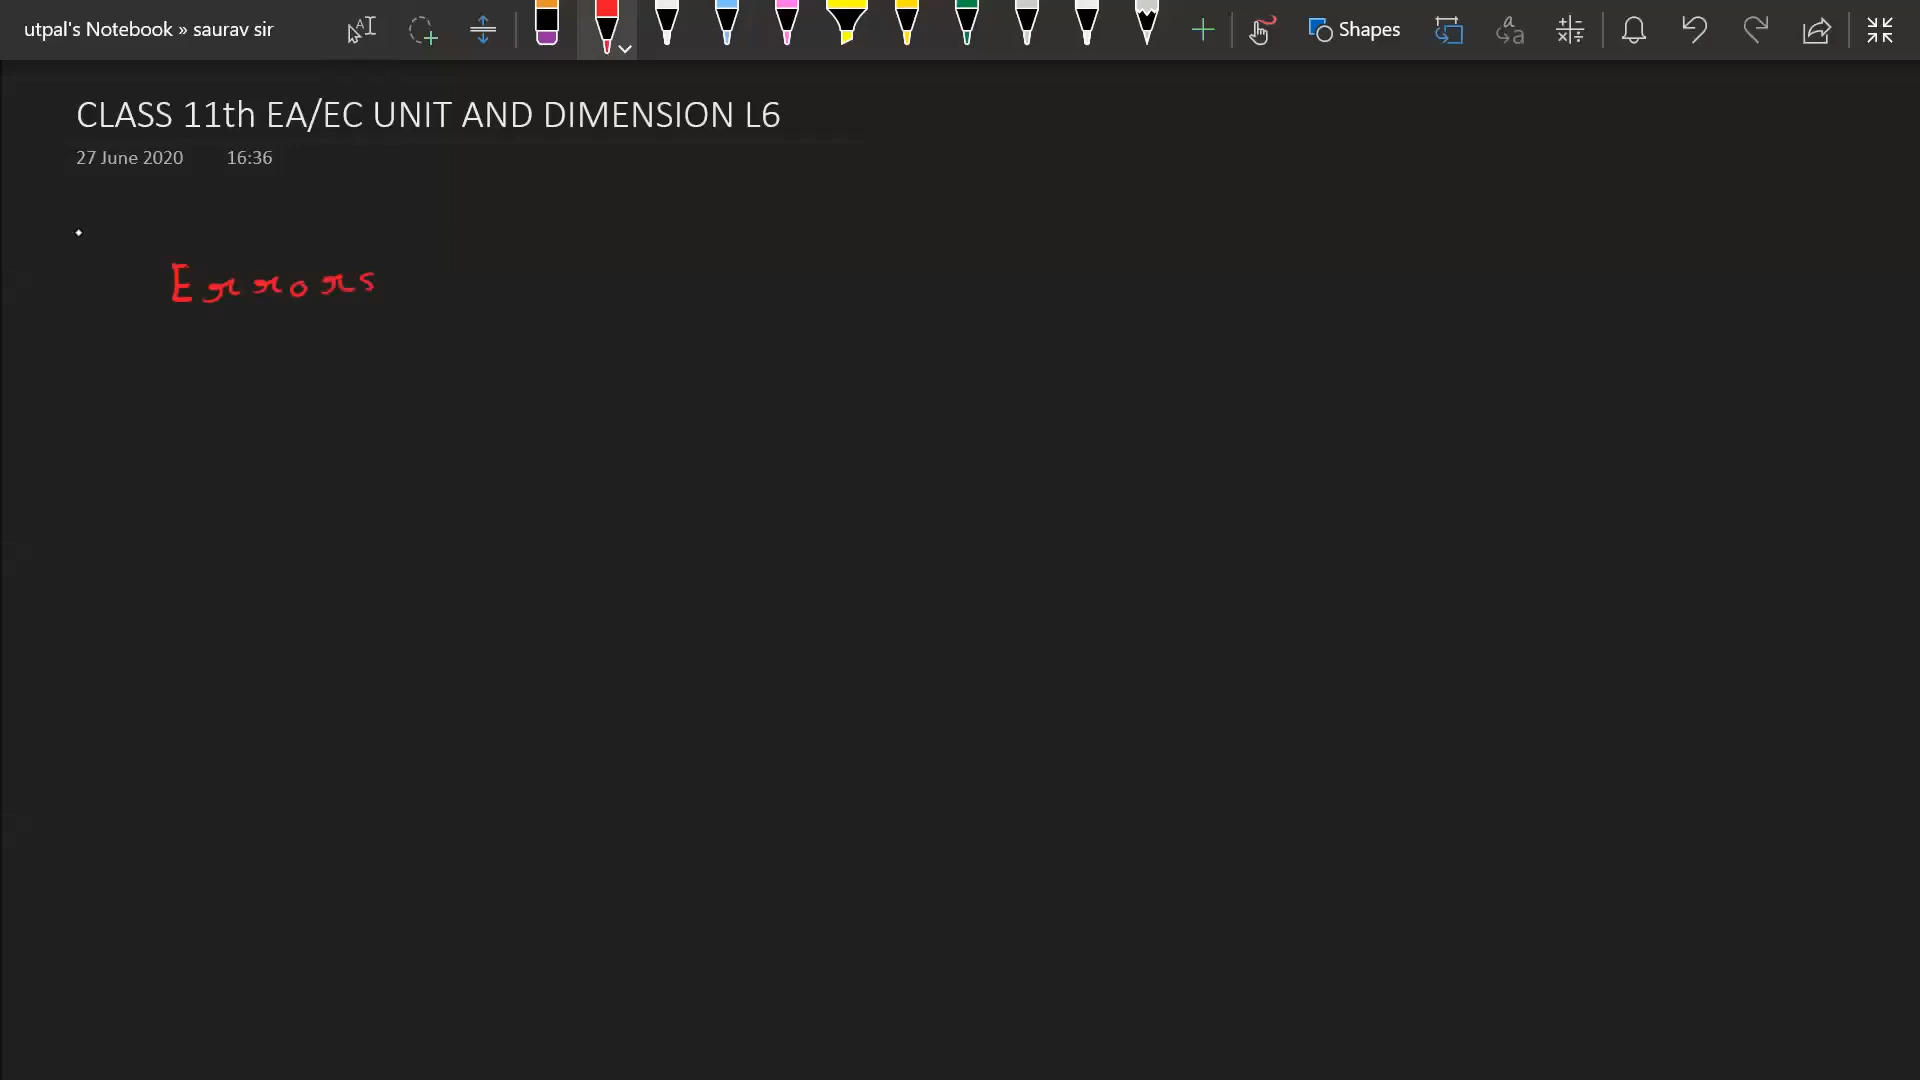 utpal's Notebook » saurav sir
Shapes
CLASS 11th EA/EC UNIT AND DIMENSION L6
27 June 2020 16:36
Errors